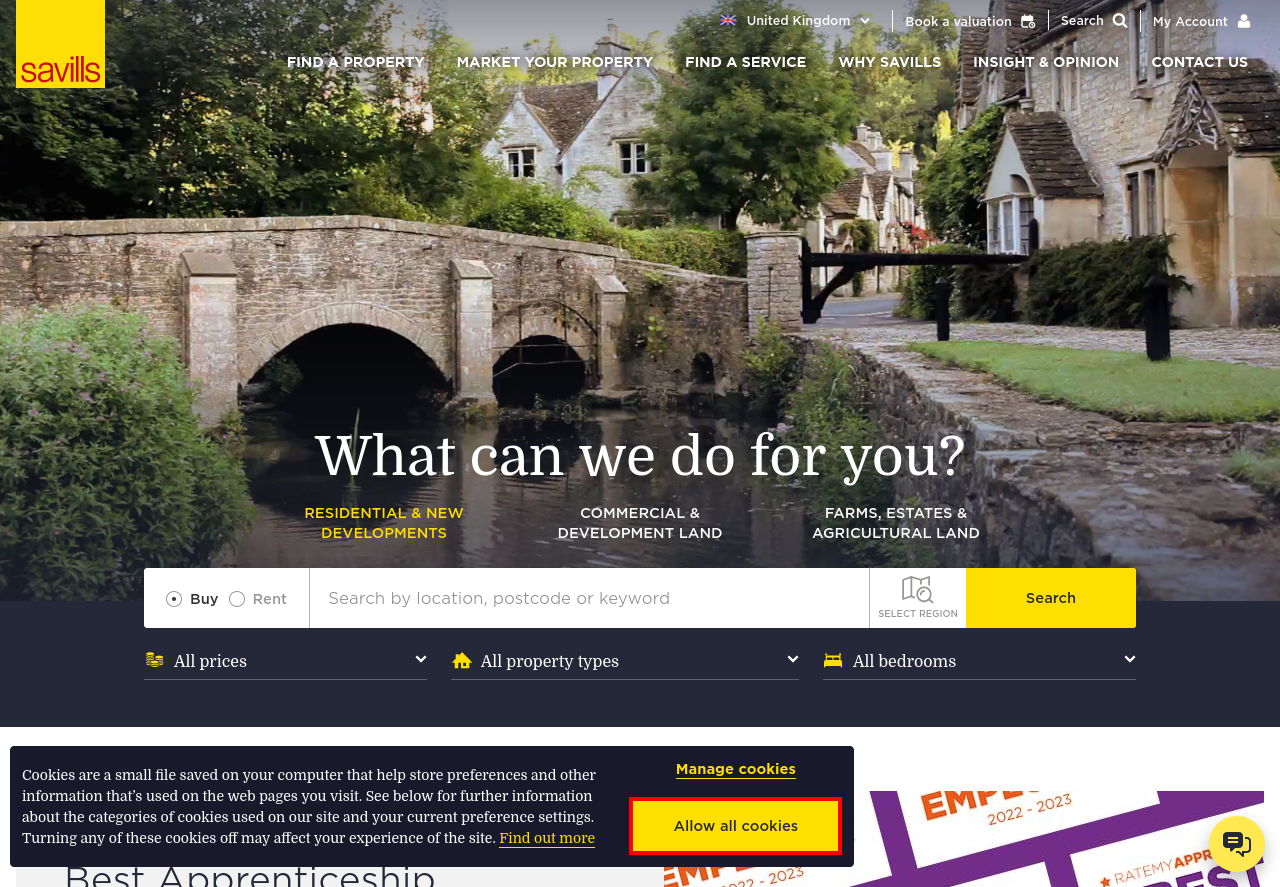 savills
United Kingdom
Book a valuation
Search
My Account
FIND A PROPERTY
MARKET YOUR PROPERTY
FIND A SERVICE
WHY SAVILLS
INSIGHT & OPINION
CONTACT US
What can we do for you?
RESIDENTIAL & NEW
DEVELOPMENTS
COMMERCIAL &
DEVELOPMENT LAND
FARMS, ESTATES &
AGRICULTURAL LAND
Buy
Rent
Search by location, postcode or keyword
SELECT REGION
Search
All prices
All property types
All bedrooms
Cookies are a small file saved on your computer that help store preferences and other
information that's used on the web pages you visit. See below for further information
about the categories of cookies used on our site and your current preference settings.
Turning any of these cookies off may affect your experience of the site. Find out more
Manage cookies
Allow all cookies
Best Apprenticeship
2022 - 2023